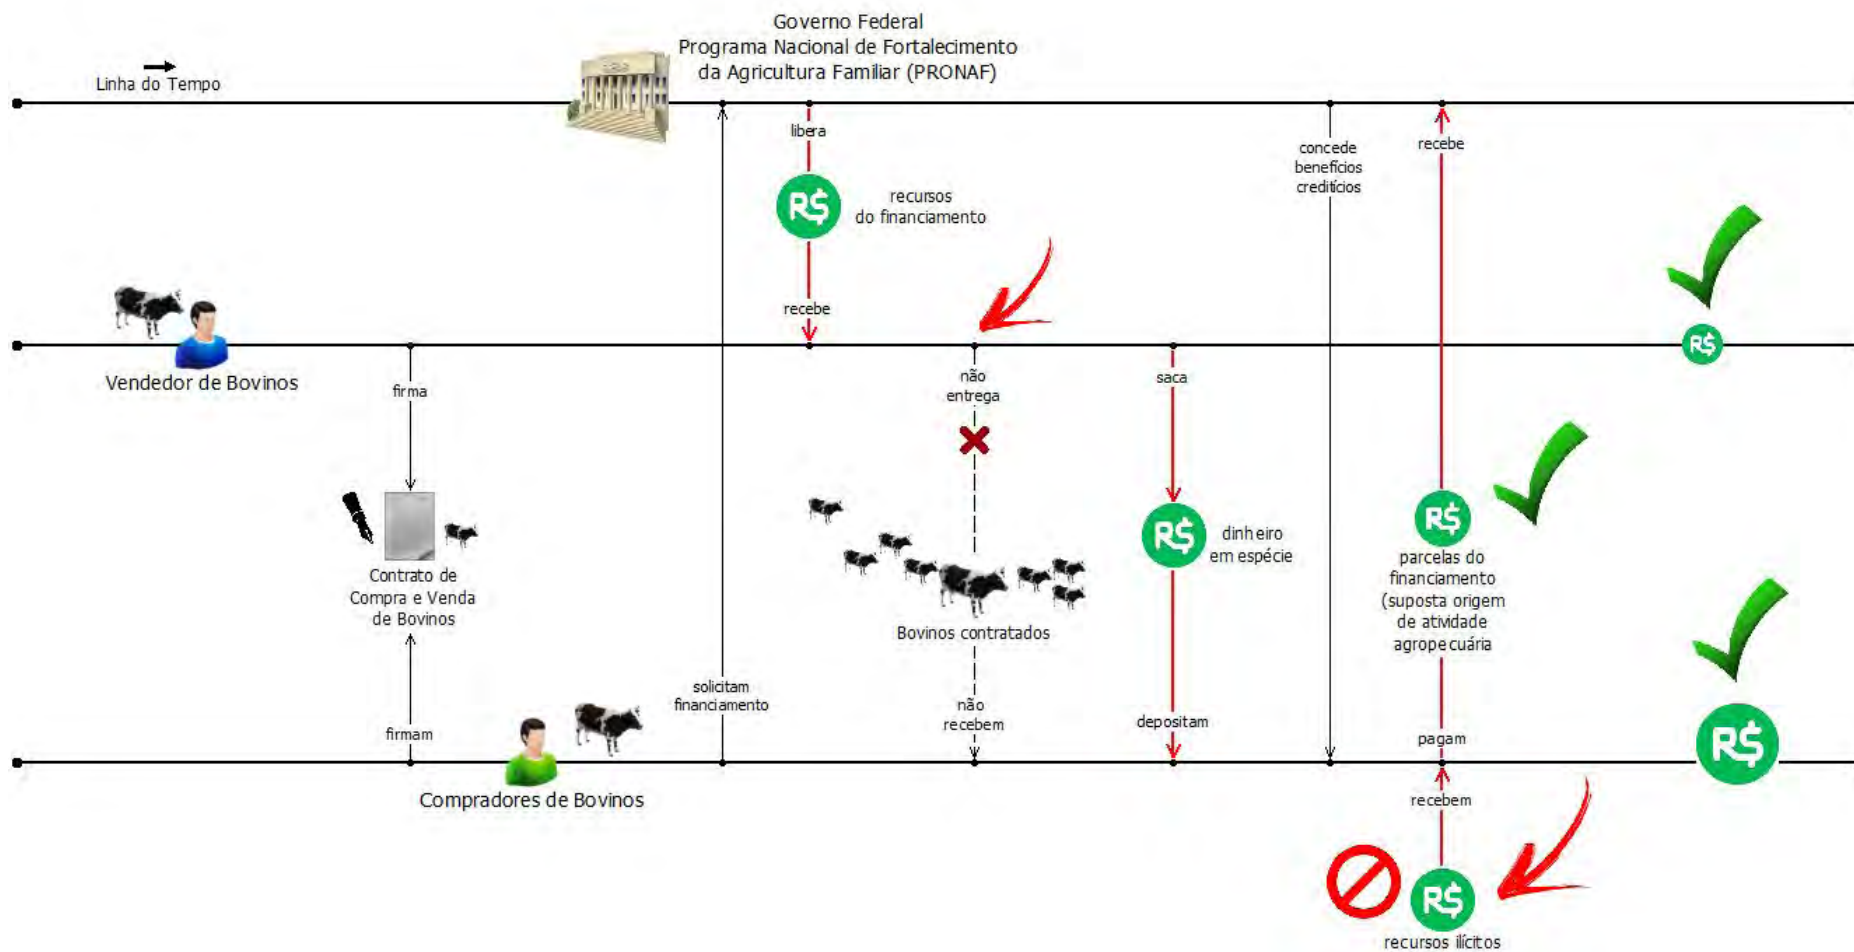 Governo Federal
Programa Nacional de Fortalecimento
da Agricultura Familiar (PRONAF)
Linha do Tempo
libera
R$
recursos
do financiamento
recebe
concede
benefícios
creditícios
recebe
Vendedor de Bovinos
R$
firma
não
entrega
saca
Contrato de
Compra e Venda
de Bovinos
Bovinos contratados
R$
dinheiro
em espécie
R$
parcelas do
financiamento
(suposta origem
de atividade
agropecuária
solicitam
financiamento
firmam
não
recebem
depositam
pagam
R$
Compradores de Bovinos
recebem
R$
recursos ilícitos